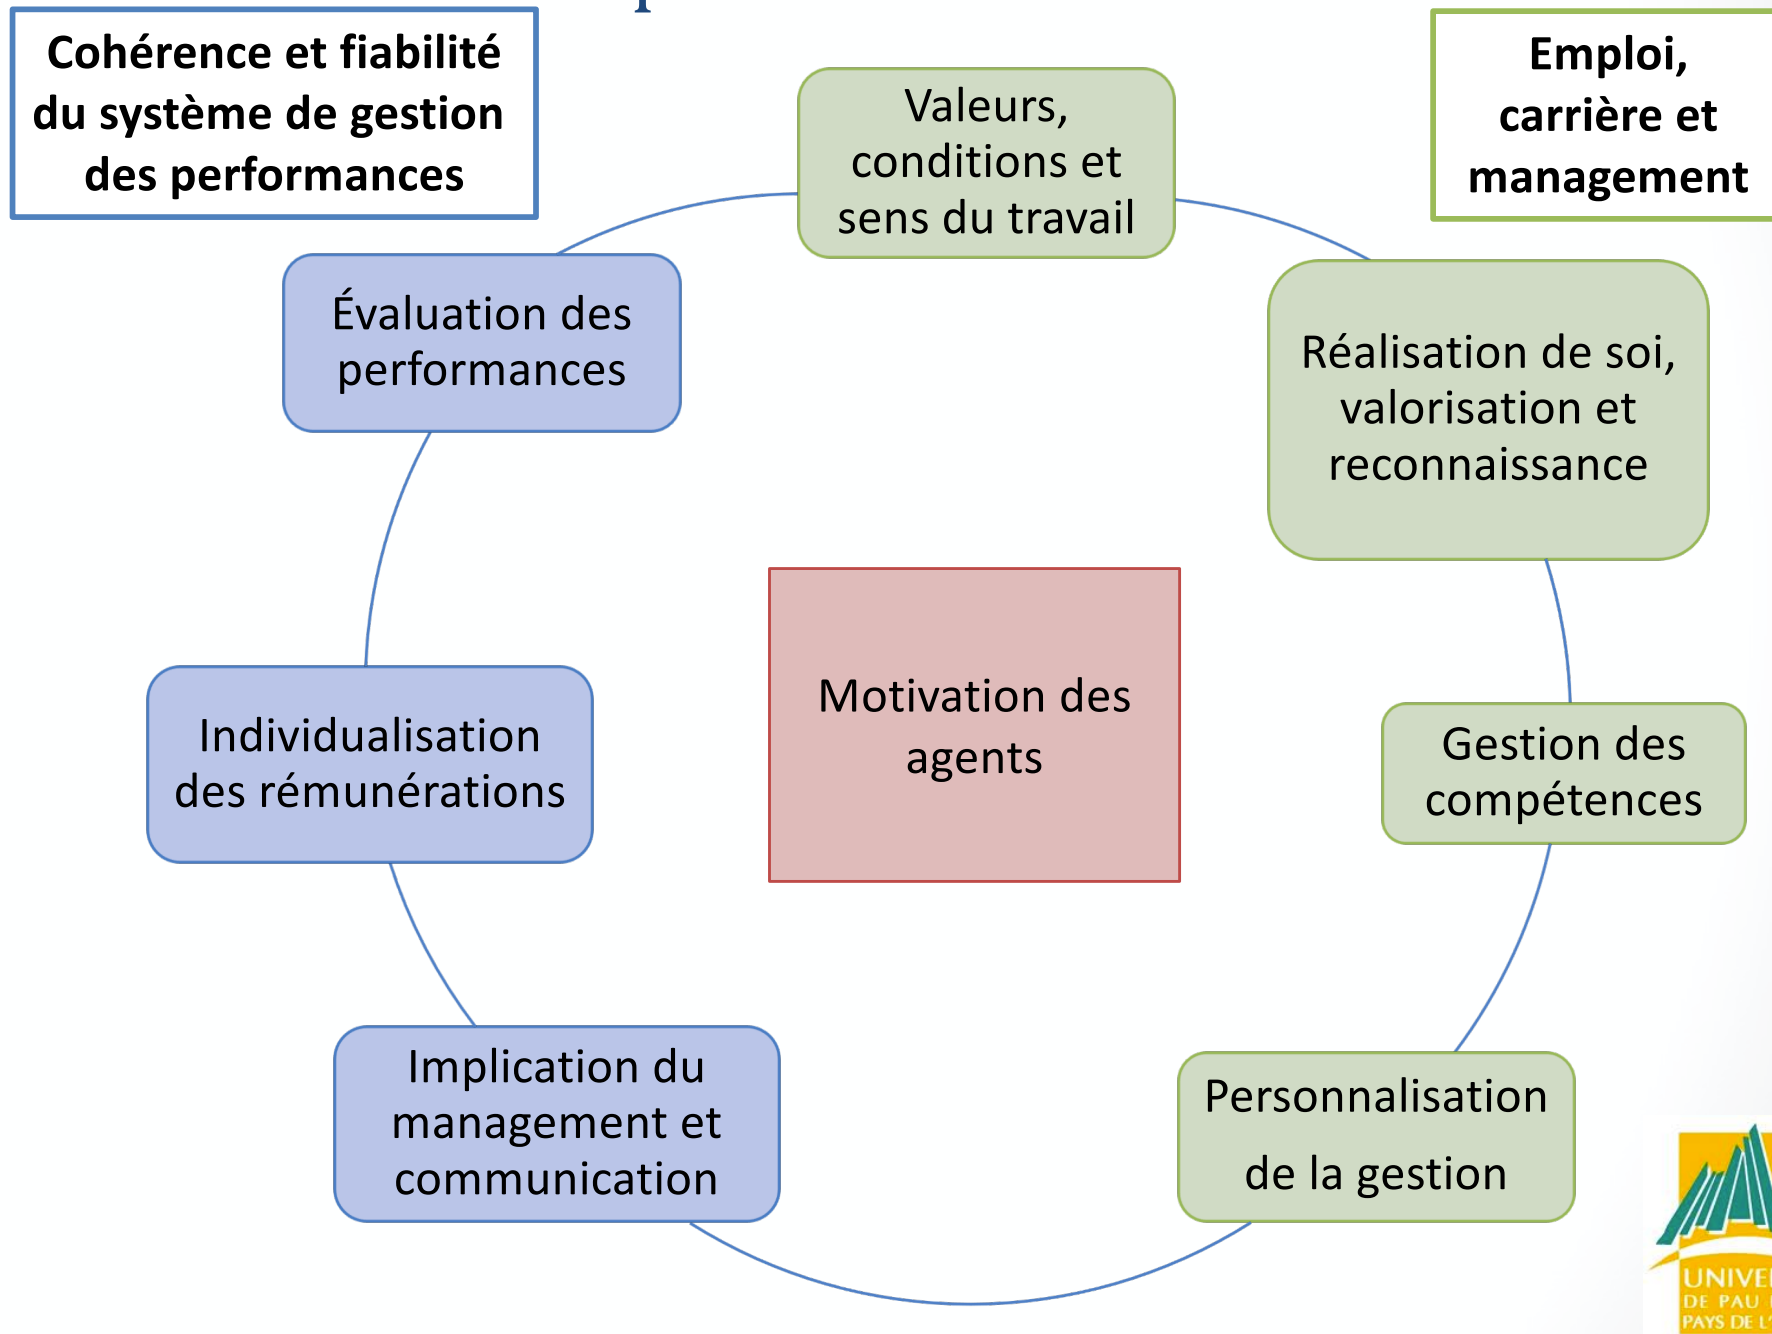 Cohérence et fiabilité
du système de gestion
des performances
Emploi,
carrière et
management
Valeurs,
conditions et
sens du travail
Évaluation des
performances
Réalisation de soi,
valorisation et
reconnaissance
Motivation des
agents
Individualisation
des rémunérations
Gestion des
compétences
Implication du
management et
communication
Personnalisation
de la gestion
DE PAU
PAYS DE